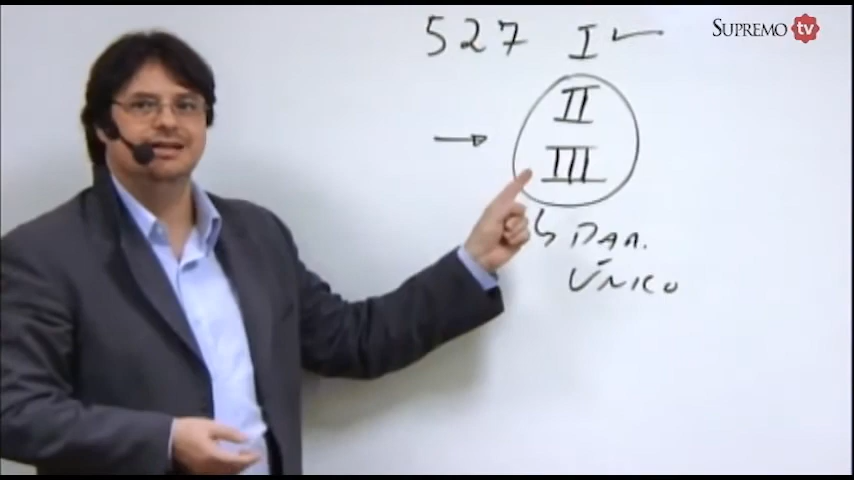 527 I
II
III
PAR.
ÚNICO
SUPREMO tv